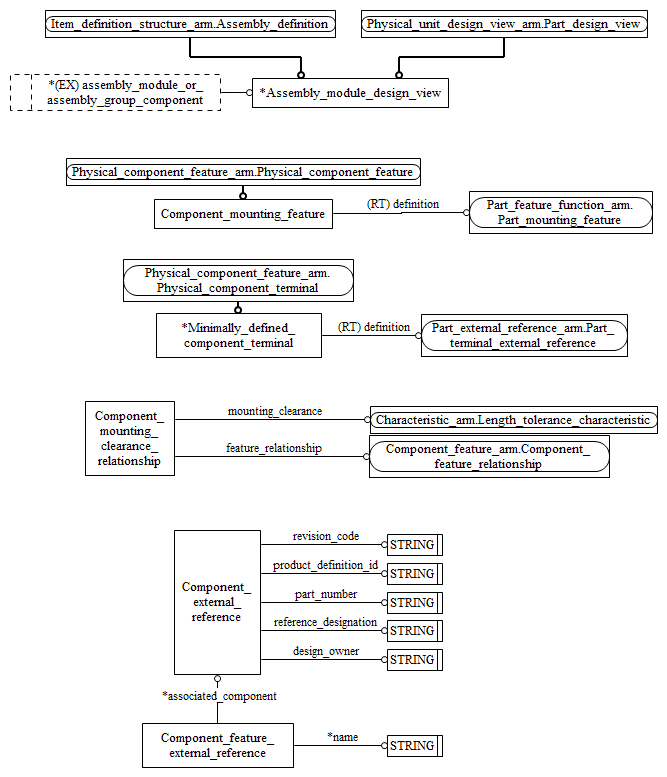 Item_definition_structure_arm.Assembly_definition
Physical_unit_design_view_arm.Part_design_view
*(EX) assembly_module_or_
assembly_group_component
*Assembly_module_design_view
Physical_component_feature_arm.Physical_component_feature
Component_mounting_feature
(RT) definition
Part_feature_function_arm.
Part_mounting_feature
Physical_component_feature_arm.
Physical_component_terminal
*Minimally_defined_
component_terminal
(RT) definition
Part_external_reference_arm.Part_
terminal_external_reference
Component_
mounting_
clearance_
relationship
mounting_clearance
Characteristic_arm.Length_tolerance_characteristic
feature_relationship
Component_feature_arm.Component_
feature_relationship
Component_
external_
reference
revision_code
STRING
product_definition_id
STRING
part_number
STRING
reference_designation
STRING
design_owner
STRING
*associated_component
Component_feature_
external_reference
*name
STRING